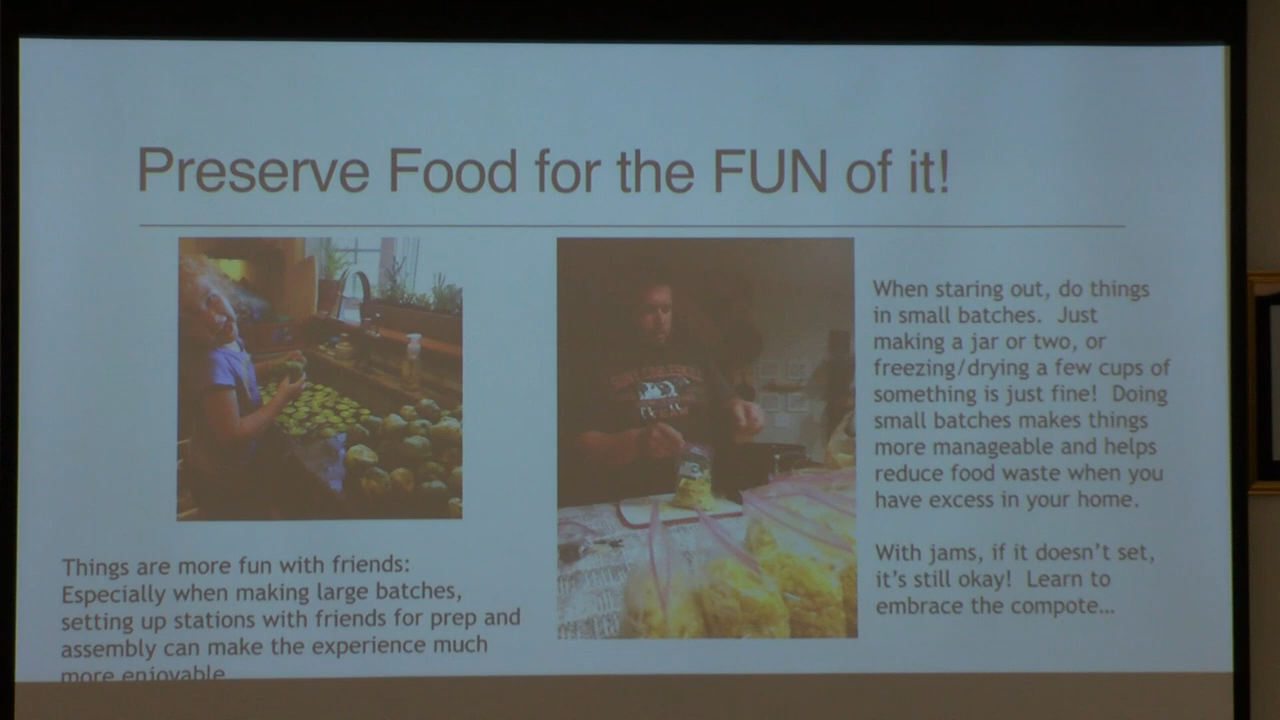 Preserve Food for the FUN of it!
Things are more fun with friends:
Especially when making large batches,
setting up stations with friends for prep and
assembly can make the experience much
more enjoyable
When staring out, do things
in small batches.  Just
making a jar or two, or
freezing/drying a few cups of
something is just fine!  Doing
small batches makes things
more manageable and helps
reduce food waste when you
have excess in your home.
With jams, if it doesn't set,
it's still okay!  Learn to
embrace the compote…